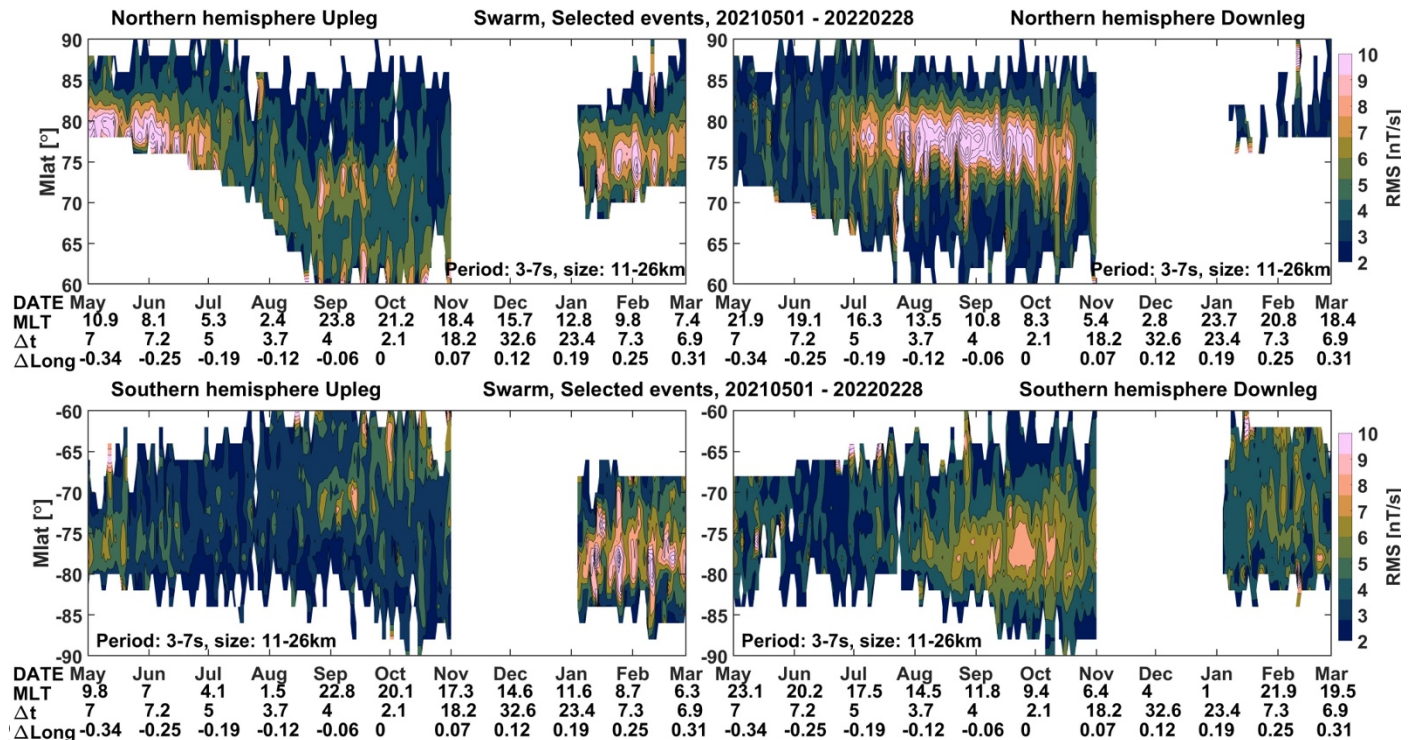 Northern hemisphere Upleg Swarm, Selected events, 20210501 - 20220228 Northern hemisphere Downleg
90
85
80
75
70
65
60
Mlat [°]
Period: 3-7s, size: 11-26km
90
85
80
75
70
65
60
Period: 3-7s, size: 11-26km
10
9
8
7
6
5
4
3
2
RMS [nT/s]
DATE May Jun Jul Aug Sep Oct Nov Dec Jan Feb Mar May Jun Jul Aug Sep Oct Nov Dec Jan Feb Mar
MLT 10.9 8.1 5.3 2.4 23.8 21.2 18.4 15.7 12.8 9.8 7.4 21.9 19.1 16.3 13.5 10.8 8.3 5.4 2.8 23.7 20.8 18.4
Δt 7 7.2 5 3.7 4 2.1 18.2 32.6 23.4 7.3 6.9 7 7.2 5 3.7 4 2.1 18.2 32.6 23.4 7.3 6.9
ΔLong -0.34 -0.25 -0.19 -0.12 -0.06 0 0.07 0.12 0.19 0.25 0.31 -0.34 -0.25 -0.19 -0.12 -0.06 0 0.07 0.12 0.19 0.25 0.31
Southern hemisphere Upleg Swarm, Selected events, 20210501 - 20220228 Southern hemisphere Downleg
-60
-65
-70
-75
-80
-85
-90
Mlat [°]
Period: 3-7s, size: 11-26km
-60
-65
-70
-75
-80
-85
-90
Period: 3-7s, size: 11-26km
10
9
8
7
6
5
4
3
2
RMS [nT/s]
DATE May Jun Jul Aug Sep Oct Nov Dec Jan Feb Mar May Jun Jul Aug Sep Oct Nov Dec Jan Feb Mar
MLT 9.8 7 4.1 1.5 22.8 20.1 17.3 14.6 11.6 8.7 6.3 23.1 20.2 17.5 14.5 11.8 9.4 6.4 4 1 21.9 19.5
Δt 7 7.2 5 3.7 4 2.1 18.2 32.6 23.4 7.3 6.9 7 7.2 5 3.7 4 2.1 18.2 32.6 23.4 7.3 6.9
ΔLong -0.34 -0.25 -0.19 -0.12 -0.06 0 0.07 0.12 0.19 0.25 0.31 -0.34 -0.25 -0.19 -0.12 -0.06 0 0.07 0.12 0.19 0.25 0.31